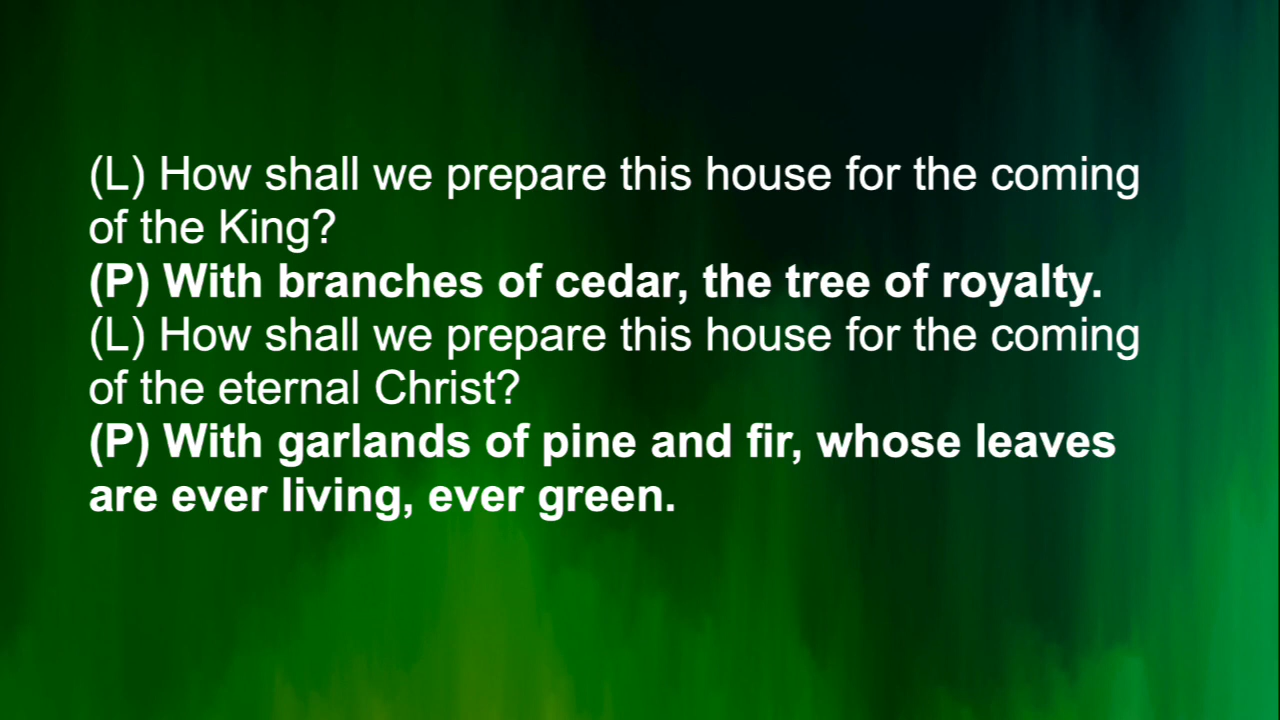 (L) How shall we prepare this house for the coming
of the King?
(P) With branches of cedar, the tree of royalty.
(L) How shall we prepare this house for the coming
of the eternal Christ?
(P) With garlands of pine and fir, whose leaves
are ever living, ever green.